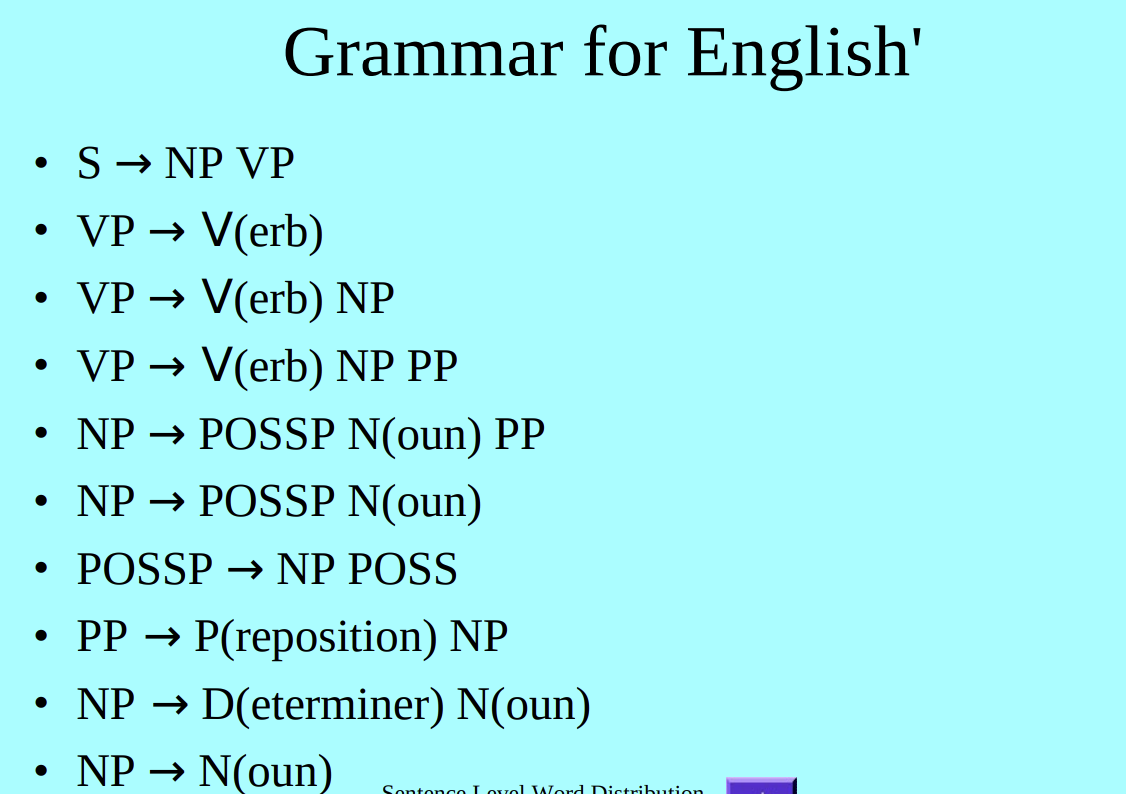 Grammar for English'
• S → NP VP
• VP → V(erb)
• VP → V(erb) NP
• VP → V(erb) NP PP
• NP → POSSP N(oun) PP
• NP → POSSP N(oun)
• POSSP → NP POSS
• PP → P(reposition) NP
• NP → D(eterminer) N(oun)
• NP → N(oun)
Sentence Level Word Distribution